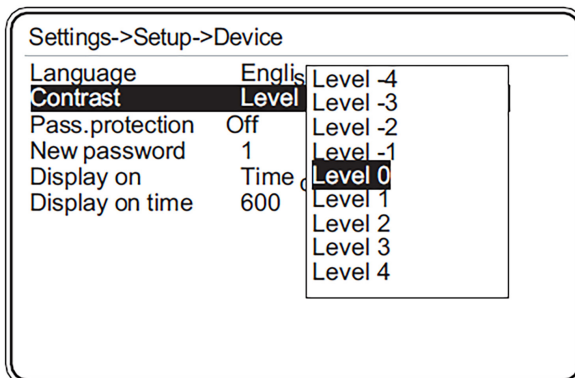 Settings->Setup->Device
Language Englis
Contrast Level
Pass.protection Off
New password 1
Display on Time
Display on time 600
Level -4
Level -3
Level -2
Level -1
Level 0
Level 1
Level 2
Level 3
Level 4